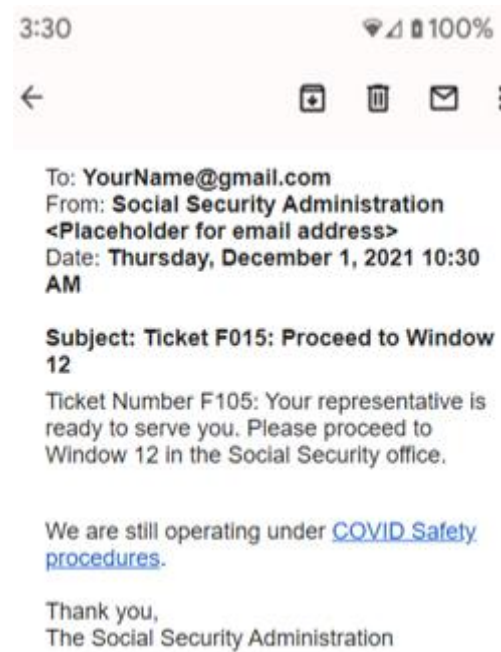 3:30
100%
To: YourName@gmail.com
From: Social Security Administration
<Placeholder for email address>
Date: Thursday, December 1, 2021 10:30
AM
Subject: Ticket F015: Proceed to Window
12
Ticket Number F105: Your representative is
ready to serve you. Please proceed to
Window 12 in the Social Security office.
We are still operating under COVID Safety
procedures.
Thank you,
The Social Security Administration